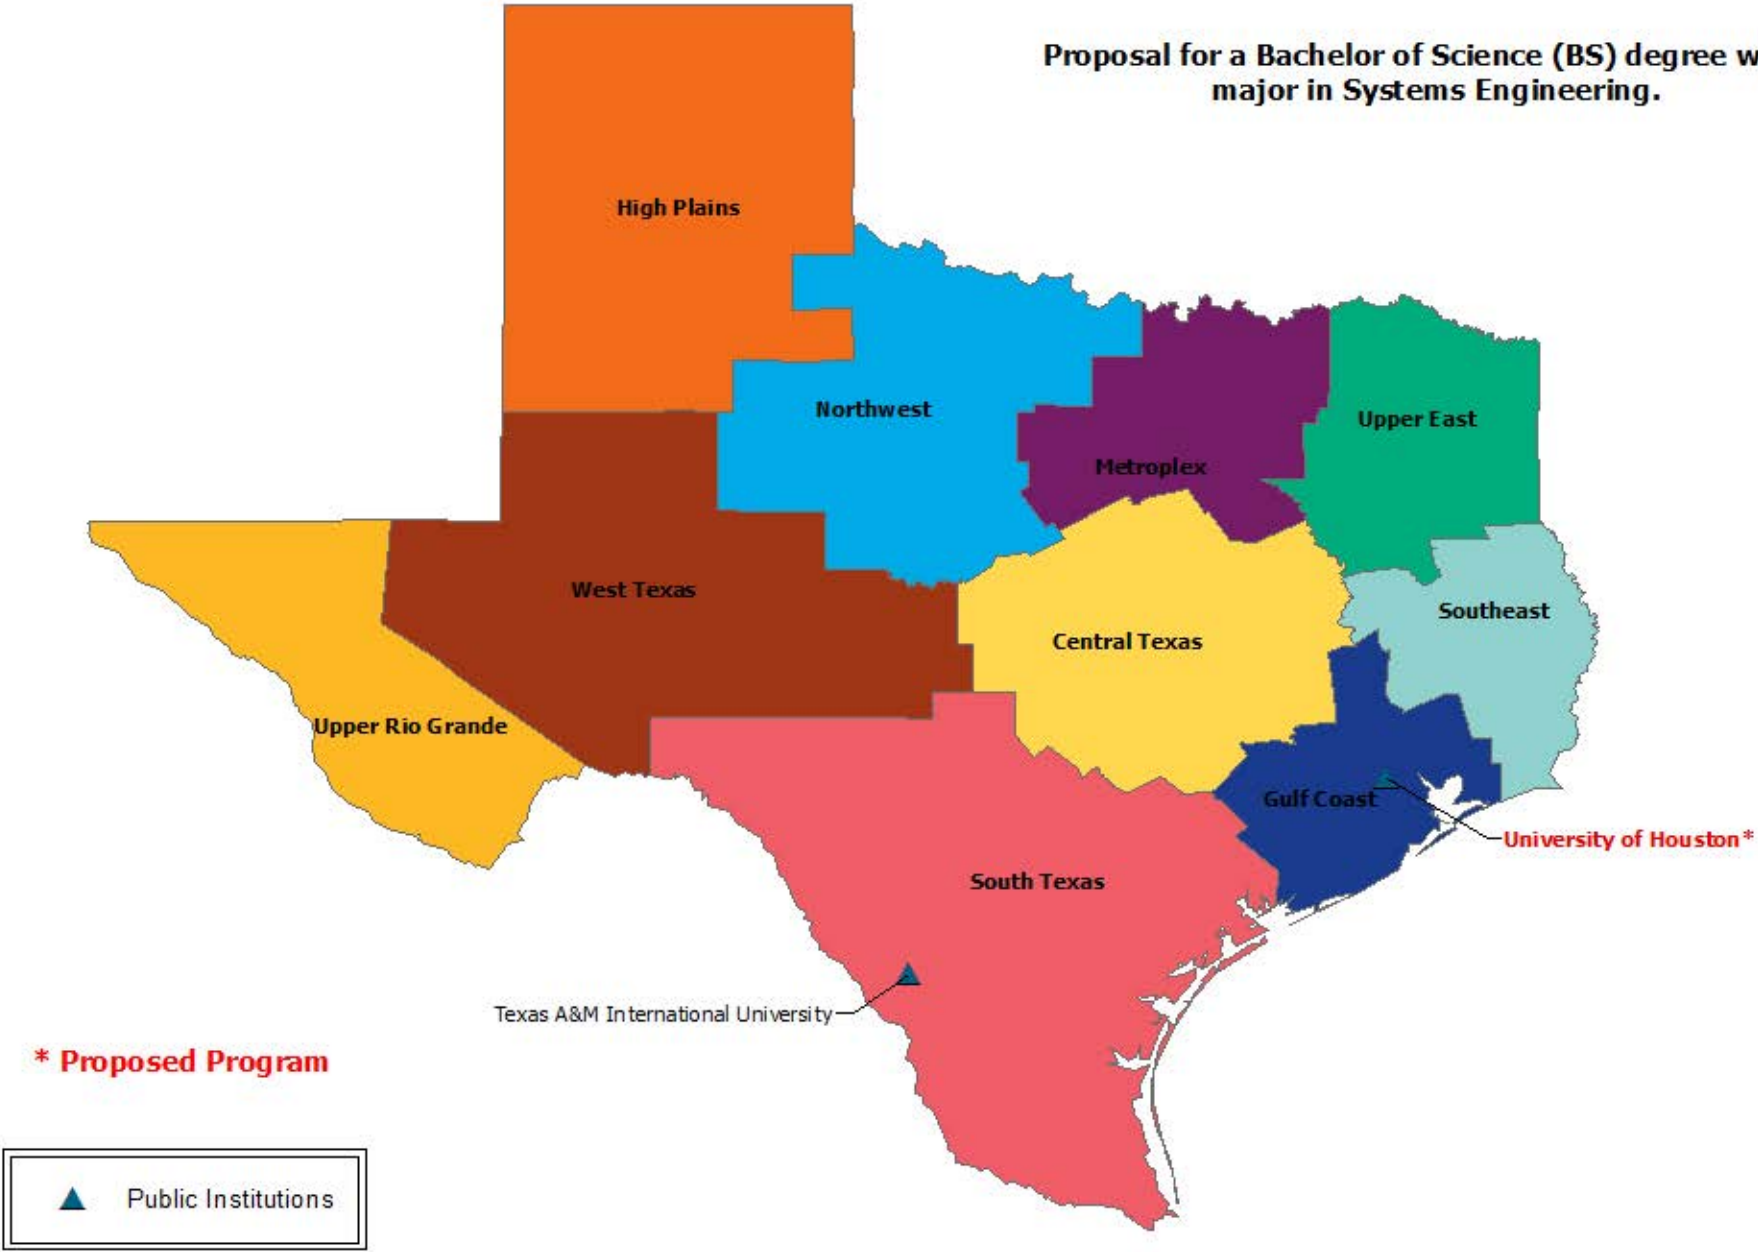 Proposal for a Bachelor of Science (BS) degree w
major in Systems Engineering.
High Plains
Northwest
Upper East
Metroplex
West Texas
Southeast
Central Texas
Upper Rio Grande
Gulf Coast
University of Houston*
South Texas
Texas A&M International University
* Proposed Program
Public Institutions